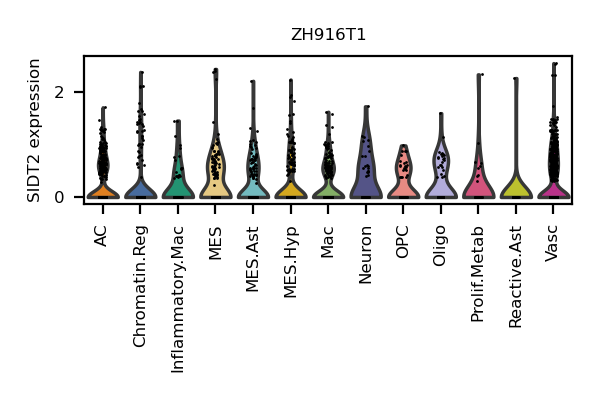 ZH916T1
SIDT2 expression
2
0
AC
Chromatin.Reg
Inflammatory.Mac
MES
MES.Ast
MES.Hyp
Mac
Neuron
OPC
Oligo
Prolif.Metab
Reactive.Ast
Vasc